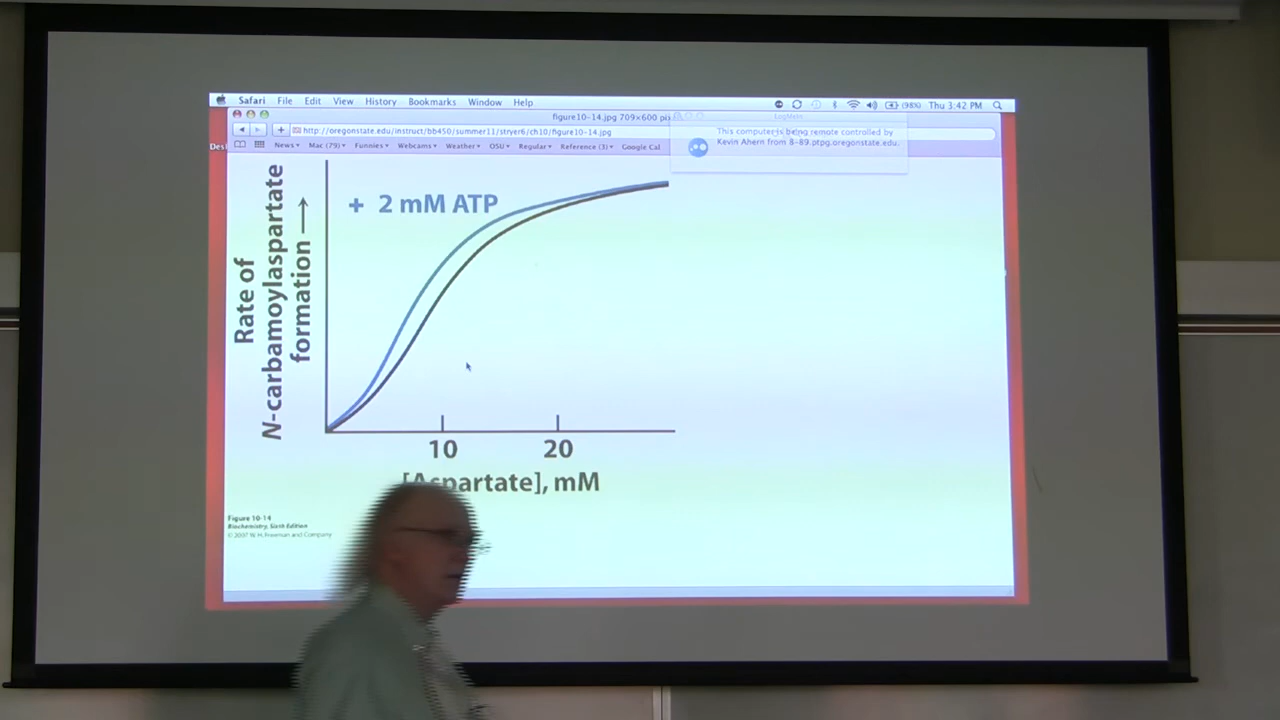 Safari File Edit View History Bookmarks Window Help (98%) Thu 3:42 PM
figure10-14.jpg 709×600 pi
LogMeIn
http://oregonstate.edu/instruct/bb450/summer11/stryer6/ch10/figure10-14.jpg
This computer is being remote controlled by
Kevin Ahern from 8-89.ptpg.oregonstate.edu.
News Mac (79) Funnies Webcams Weather OSU Regular Reference (3) Google Cal
Rate of
N-carbamoylaspartate
formation
+ 2 mM ATP
10 20
[Aspartate], mM
Figure 10-14
Biochemistry, Sixth Edition
© 2007 W. H. Freeman and Company